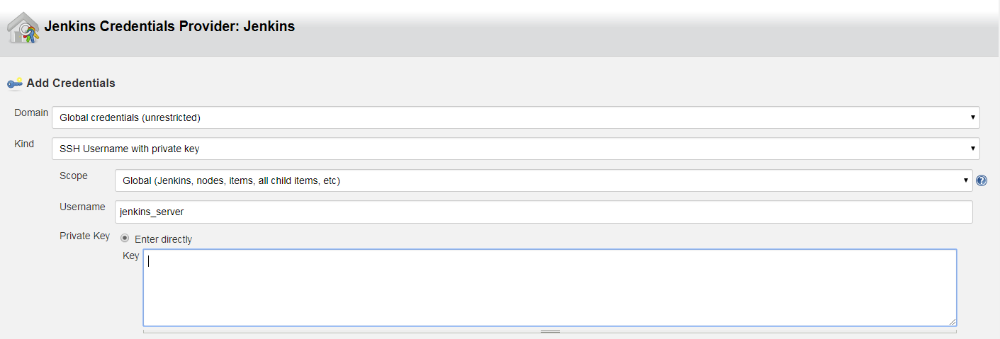 Jenkins Credentials Provider: Jenkins
Add Credentials
Domain
Global credentials (unrestricted)
Kind
SSH Username with private key
Scope
Global (Jenkins, nodes, items, all child items, etc)
Username
jenkins_server
Private Key
Enter directly
Key